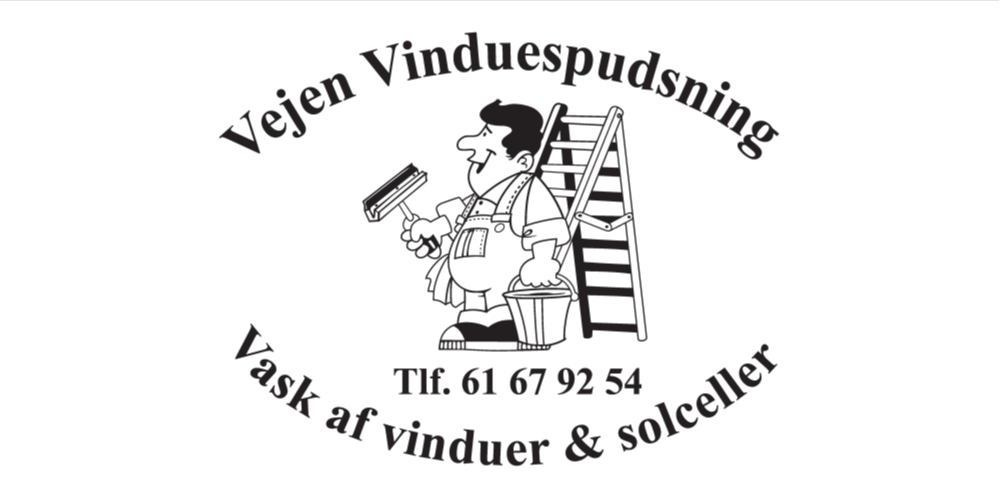 Vejen Vinduespudsning
Tlf. 61 67 92 54
Vask af vinduer & solceller